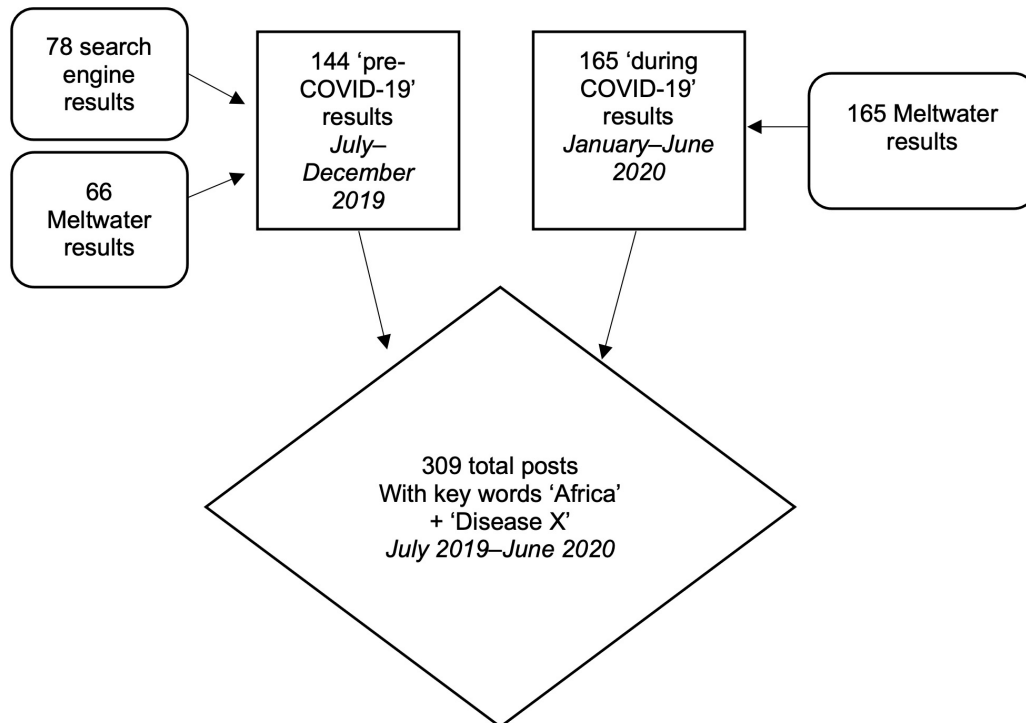 78 search
engine
results
66
Meltwater
results
144 ‘pre-
COVID-19’
results
July–
December
2019
165 ‘during
COVID-19’
results
January–June
2020
165 Meltwater
results
309 total posts
With key words ‘Africa’
+ ‘Disease X’
July 2019–June 2020